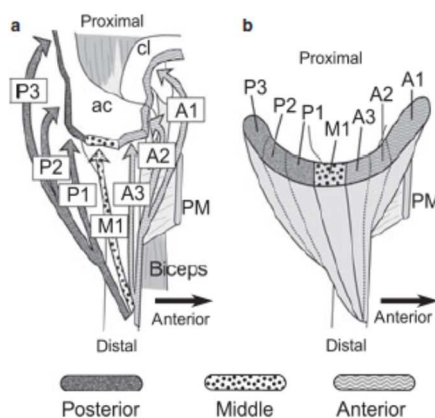 a
Proximal
cl
ac
P3
P2
P1
M1
A3
A2
A1
PM
Biceps
Anterior
Distal
b
Proximal
P3
P2
P1
M1
A3
A2
A1
PM
Anterior
Distal
Posterior
Middle
Anterior